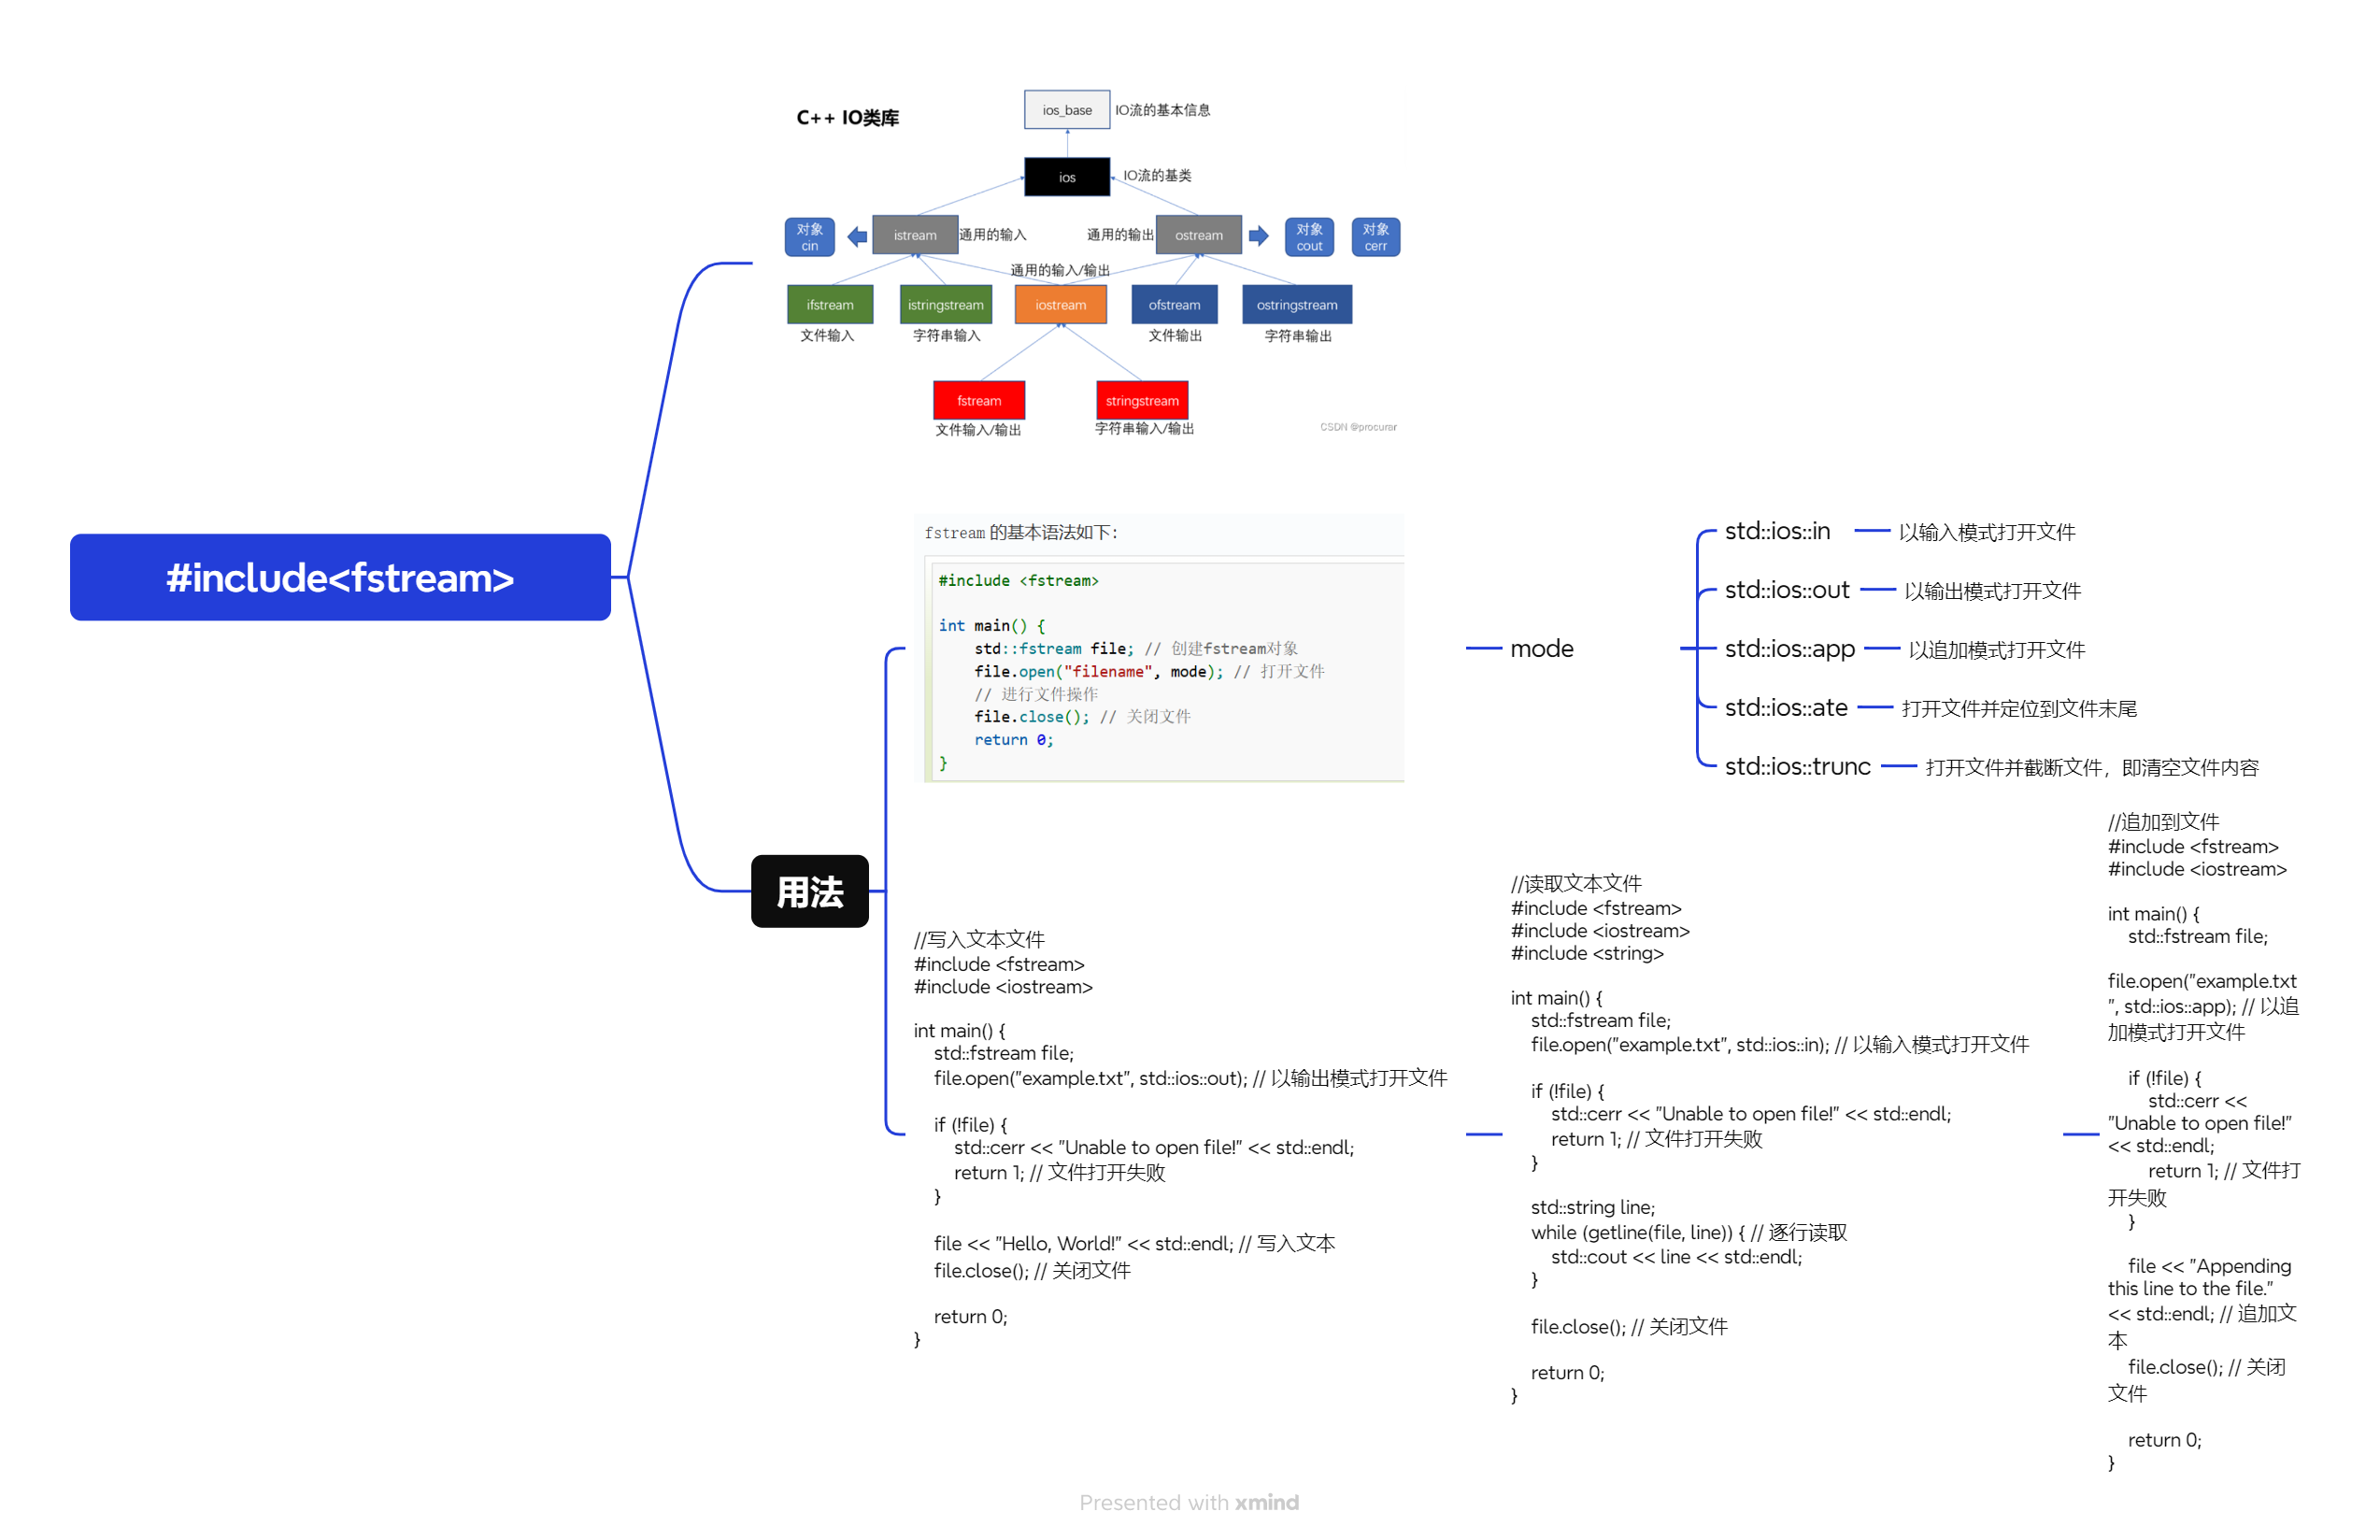 #include<fstream>
C++ IO类库
ios_base
IO流的基本信息
ios
IO流的基类
对象
cin
istream
通用的输入
通用的输出
ostream
对象
cout
对象
cerr
通用的输入/输出
ifstream
istringstream
iostream
ofstream
ostringstream
文件输入
字符串输入
文件输出
字符串输出
fstream
stringstream
文件输入/输出
字符串输入/输出
CSDN @procurer
用法
fstream 的基本语法如下：
#include <fstream>
int main() {
    std::fstream file; // 创建fstream对象
    file.open("filename", mode); // 打开文件
    // 进行文件操作
    file.close(); // 关闭文件
    return 0;
}
mode
std::ios::in
以输入模式打开文件
std::ios::out
以输出模式打开文件
std::ios::app
以追加模式打开文件
std::ios::ate
打开文件并定位到文件末尾
std::ios::trunc
打开文件并截断文件，即清空文件内容
//写入文本文件
#include <fstream>
#include <iostream>
int main() {
    std::fstream file;
    file.open("example.txt", std::ios::out); // 以输出模式打开文件
    if (!file) {
        std::cerr << "Unable to open file!" << std::endl;
        return 1; // 文件打开失败
    }
    file << "Hello, World!" << std::endl; // 写入文本
    file.close(); // 关闭文件
    return 0;
}
//读取文本文件
#include <fstream>
#include <iostream>
#include <string>
int main() {
    std::fstream file;
    file.open("example.txt", std::ios::in); // 以输入模式打开文件
    if (!file) {
        std::cerr << "Unable to open file!" << std::endl;
        return 1; // 文件打开失败
    }
    std::string line;
    while (getline(file, line)) { // 逐行读取
        std::cout << line << std::endl;
    }
    file.close(); // 关闭文件
    return 0;
}
//追加到文件
#include <fstream>
#include <iostream>
int main() {
    std::fstream file;
file.open("example.txt
", std::ios::app); // 以追
加模式打开文件
    if (!file) {
        std::cerr <<
"Unable to open file!"
<< std::endl;
        return 1; // 文件打
开失败
    }
    file << "Appending
this line to the file."
<< std::endl; // 追加文
本
    file.close(); // 关闭
文件
    return 0;
}
Presented with xmind